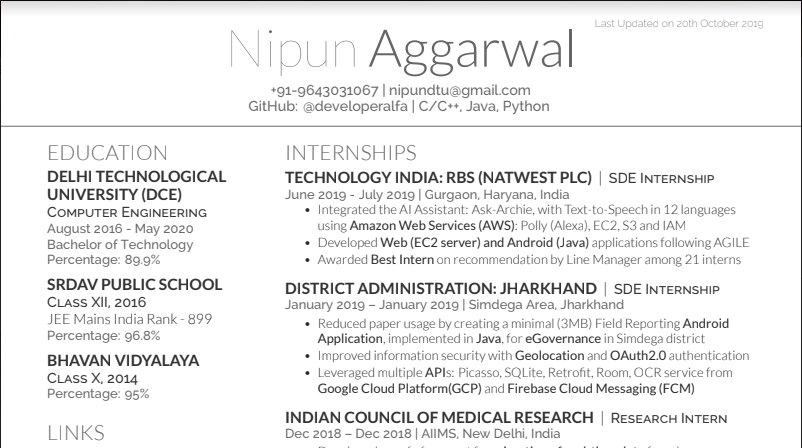 Last Updated on 20th October 2019
Nipun Aggarwal
+91-9643031067 | nipundtu@gmail.com
GitHub: @developeralfa | C/C++, Java, Python
EDUCATION
DELHI TECHNOLOGICAL
UNIVERSITY (DCE)
COMPUTER ENGINEERING
August 2016 - May 2020
Bachelor of Technology
Percentage: 89.9%
SRDAV PUBLIC SCHOOL
CLASS XII, 2016
JEE Mains India Rank - 899
Percentage: 96.8%
BHAVAN VIDYALAYA
CLASS X, 2014
Percentage: 95%
LINKS
INTERNSHIPS
TECHNOLOGY INDIA: RBS (NATWEST PLC) | SDE INTERNSHIP
June 2019 - July 2019 | Gurgaon, Haryana, India
• Integrated the AI Assistant: Ask-Archie, with Text-to-Speech in 12 languages
using Amazon Web Services (AWS): Polly (Alexa), EC2, S3 and IAM
• Developed Web (EC2 server) and Android (Java) applications following AGILE
• Awarded Best Intern on recommendation by Line Manager among 21 interns
DISTRICT ADMINISTRATION: JHARKHAND | SDE INTERNSHIP
January 2019 – January 2019 | Simdega Area, Jharkhand
• Reduced paper usage by creating a minimal (3MB) Field Reporting Android
Application, implemented in Java, for eGovernance in Simdega district
• Improved information security with Geolocation and OAuth2.0 authentication
• Leveraged multiple APIs: Picasso, SQLite, Retrofit, Room, OCR service from
Google Cloud Platform(GCP) and Firebase Cloud Messaging (FCM)
INDIAN COUNCIL OF MEDICAL RESEARCH | RESEARCH INTERN
Dec 2018 – Dec 2018 | AIIMS, New Delhi, India